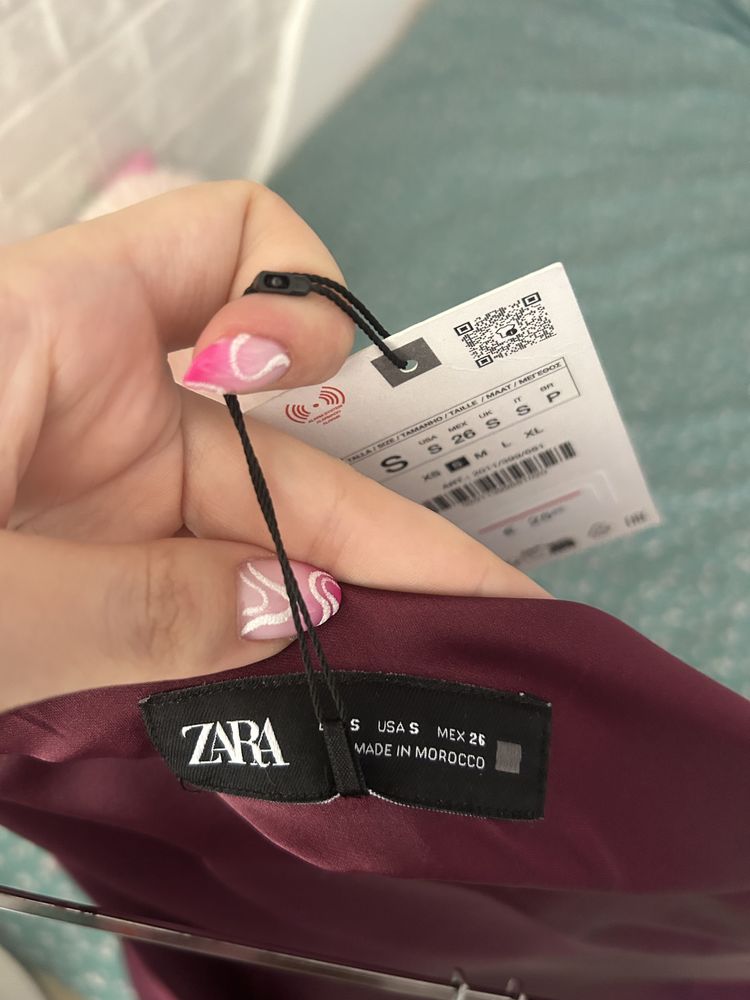 TALLA / SIZE / TAMANHO / TAILLE / MAAT / ΜΕΓΕΘΟΣ
USA MEX UK IT BR
S S 26 S S P
XS S M L XL
ZARA
S USA S MEX 26
MADE IN MOROCCO